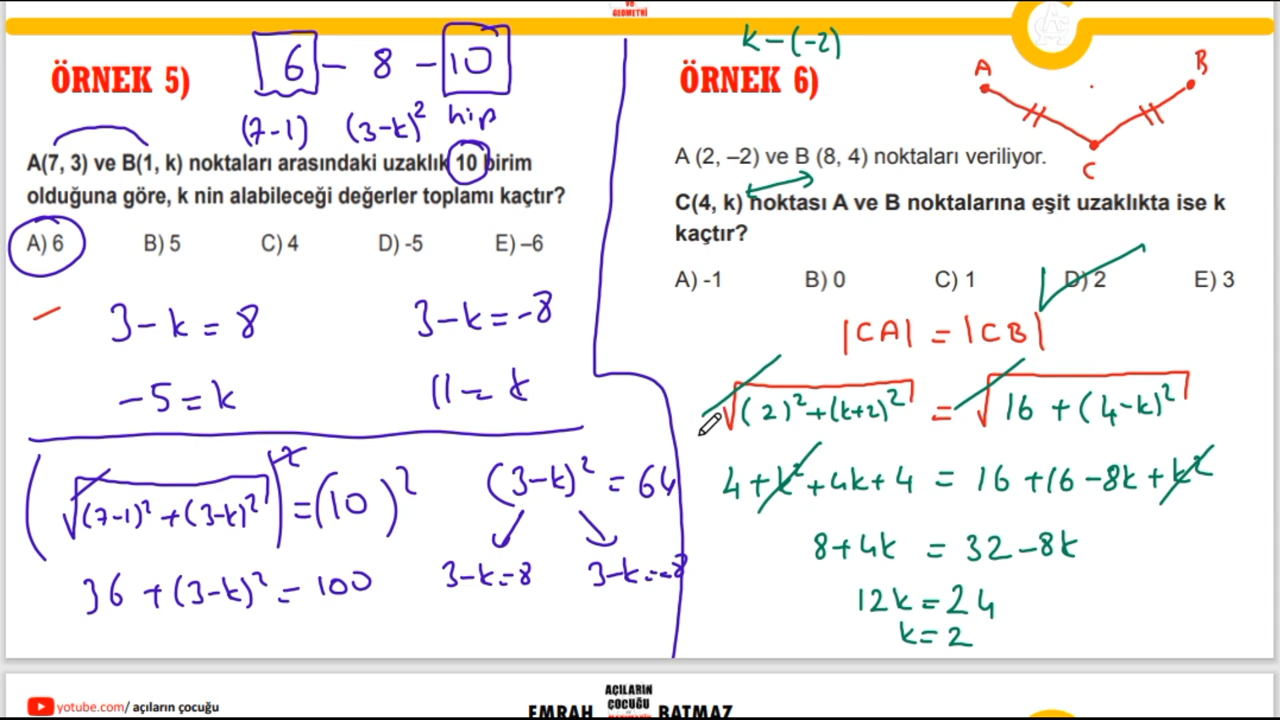 VE
GEOMETRİ
ÖRNEK 5)
6 - 8 - 10
(7-1) (3-k)² hip
A(7, 3) ve B(1, k) noktaları arasındaki uzaklık 10 birim
olduğuna göre, k nin alabileceği değerler toplamı kaçtır?
A) 6 B) 5 C) 4 D) -5 E) –6
3-k = 8 3-k = -8
-5 = k 11 = k
(√(7-1)² + (3-k)²)² = (10)² (3-k)² = 64
3-k=8 3-k=-8
36 + (3-k)² = 100
k-(-2)
ÖRNEK 6)
A B
C
A (2, –2) ve B (8, 4) noktaları veriliyor.
C(4, k) noktası A ve B noktalarına eşit uzaklıkta ise k
kaçtır?
A) -1 B) 0 C) 1 D) 2 E) 3
|CA| = |CB|
√(2)² + (k+2)² = √16 + (4-k)²
4 + k² + 4k + 4 = 16 + 16 - 8k + k²
8 + 4k = 32 - 8k
12k = 24
k = 2
yotube.com/ açıların çocuğu
AÇILARIN
ÇOCUĞU
EMRAH BATMAZ